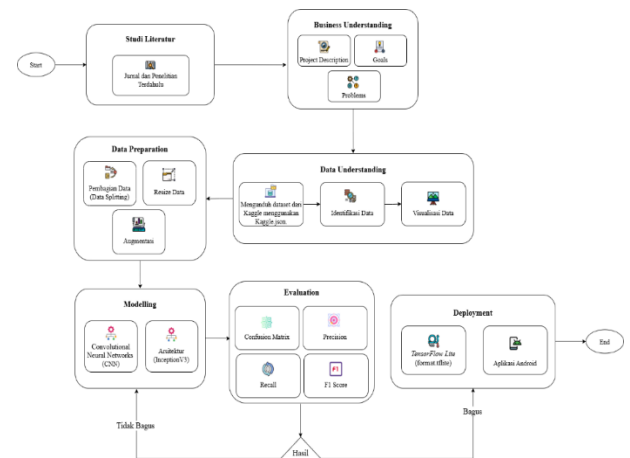 Start
Studi Literatur
Jurnal dan Penelitian
Terdahulu
Business Understanding
Project Description
Goals
Problems
Data Understanding
Mengunduh dataset dari
Kaggle menggunakan
Kaggle.json
Identifikasi Data
Visualisasi Data
Data Preparation
Pembagian Data
(Data Splitting)
Resize Data
Augmentasi
Modelling
Convolutional
Neural Networks
(CNN)
Arsitektur
(InceptionV3)
Evaluation
Confusion Matrix
Precision
Recall
F1
F1 Score
Deployment
TensorFlow Lite
(format.tflite)
Aplikasi Android
End
Tidak Bagus
Hasil
Bagus